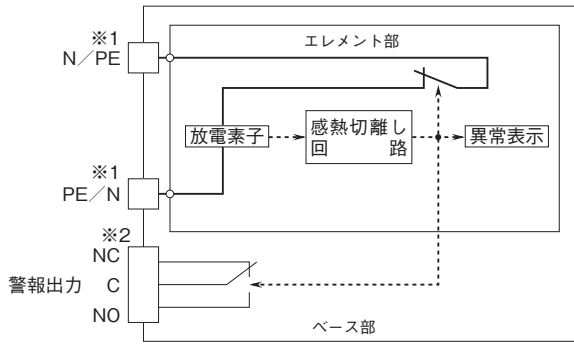 エレメント部
※1
N／PE
放電素子
感熱切離し
回路
異常表示
※1
PE／N
※2
NC
警報出力 C
NO
ベース部